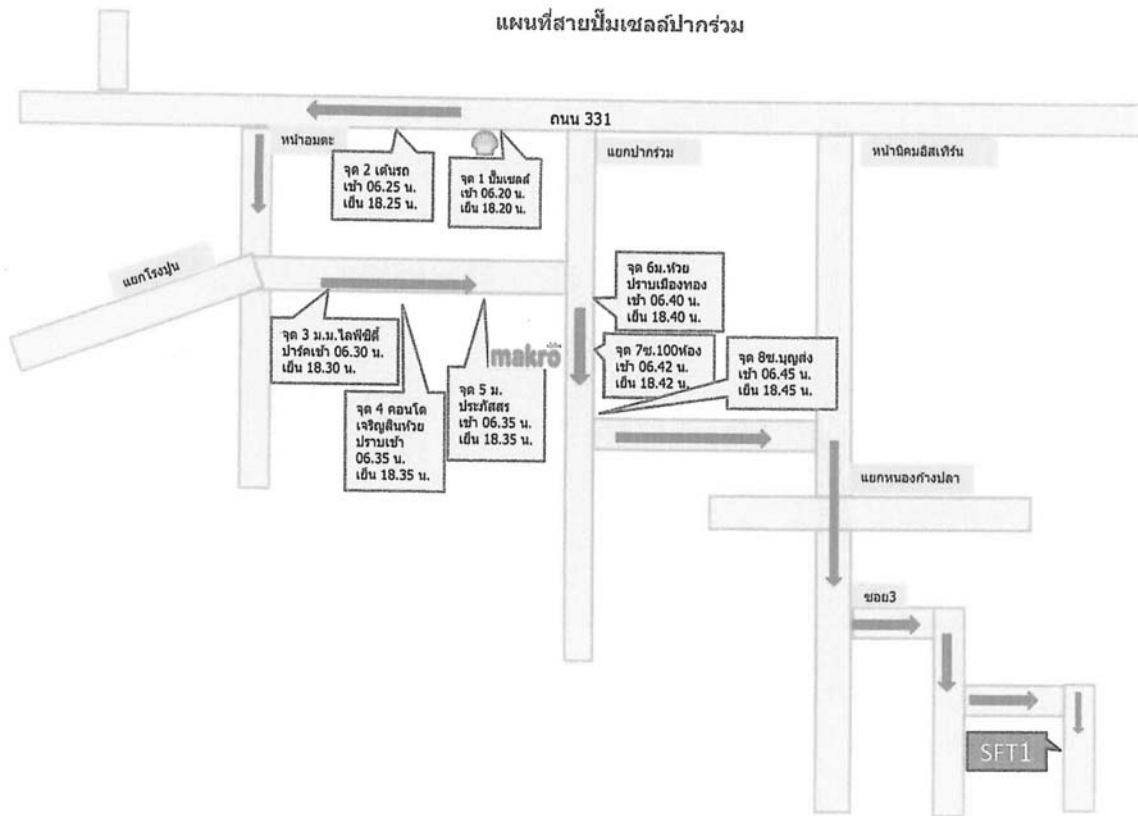 แผนที่สายปั๊มเชลล์ปากร่วม
ถนน 331
หน้าอมตะ
แยกปากร่วม
หน้านิคมอิสเทิร์น
จุด 2 เต้นรถ
เช้า 06.25 น.
เย็น 18.25 น.
จุด 1 ปั๊มเชลล์
เช้า 06.20 น.
เย็น 18.20 น.
แยกโรงปูน
จุด 6ม.ห้วย
ปราบเมืองทอง
เช้า 06.40 น.
เย็น 18.40 น.
จุด 3 ม.ม.ไลฟ์ซิตี้
ปาร์คเช้า 06.30 น.
เย็น 18.30 น.
makro
จุด 7ซ.100ห้อง
เช้า 06.42 น.
เย็น 18.42 น.
จุด 8ซ.บุญส่ง
เช้า 06.45 น.
เย็น 18.45 น.
จุด 4 คอนโด
เจริญสินห้วย
ปราบเช้า
06.35 น.
เย็น 18.35 น.
จุด 5 ม.
ประภัสสร
เช้า 06.35 น.
เย็น 18.35 น.
แยกหนองก้างปลา
ซอย3
SFT1